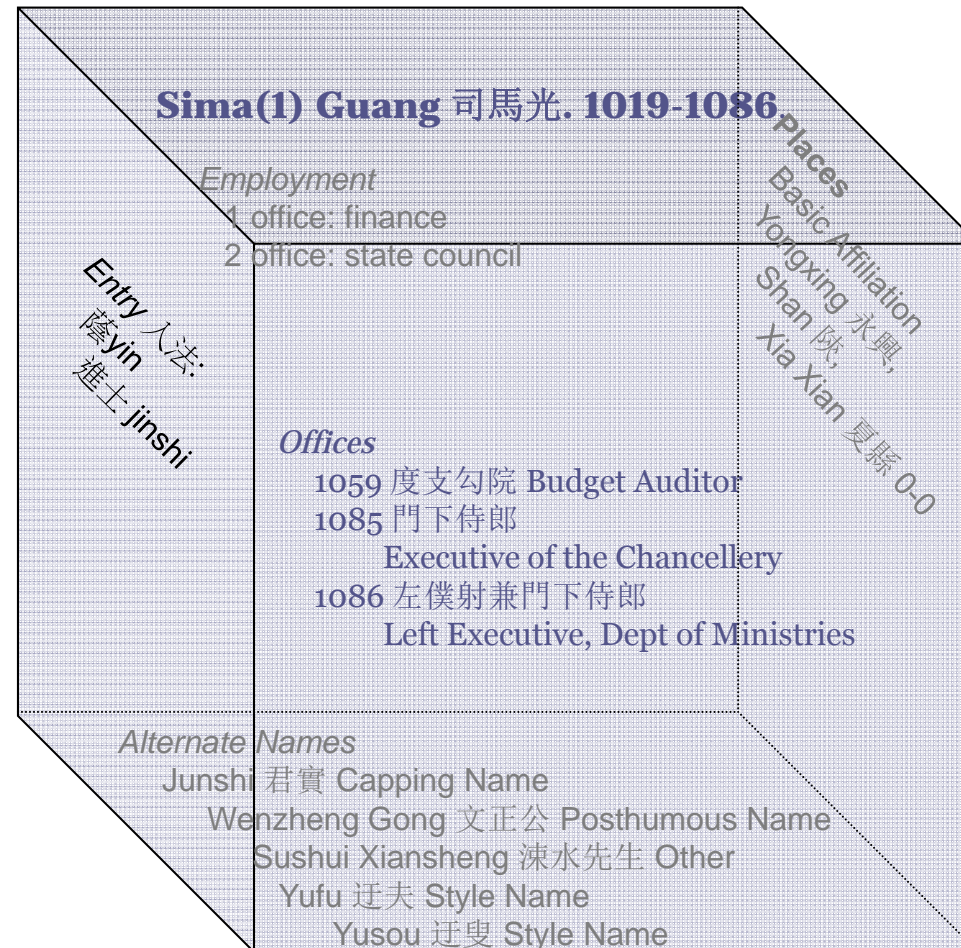 Sima(1) Guang 司馬光. 1019-1086.
Employment
1 office: finance
2 office: state council
Places
Basic Affiliation
Yongxing 永興,
Shan 陝,
Xia Xian 夏縣 0-0
Entry 入法:
蔭yin
進士 jinshi
Offices
1059 度支勾院 Budget Auditor
1085 門下侍郎
Executive of the Chancellery
1086 左僕射兼門下侍郎
Left Executive, Dept of Ministries
Alternate Names
Junshi 君實 Capping Name
Wenzheng Gong 文正公 Posthumous Name
Sushui Xiansheng 涑水先生 Other
Yufu 迂夫 Style Name
Yusou 迂叟 Style Name